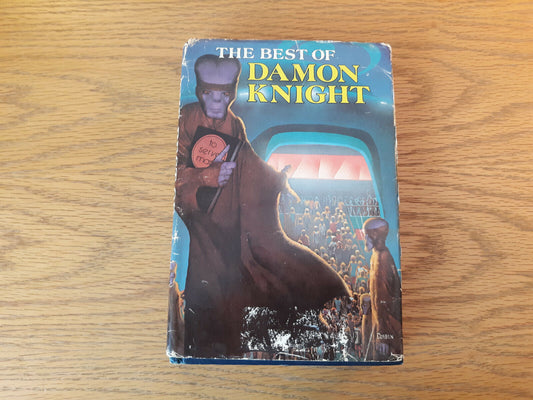 THE BEST OF
DAMON
KNIGHT
to
serve
man